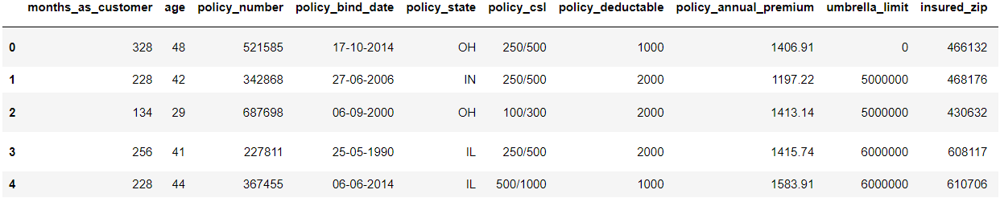 months_as_customer age policy_number policy_bind_date policy_state policy_csl policy_deductable policy_annual_premium umbrella_limit insured_zip
0 328 48 521585 17-10-2014 OH 250/500 1000 1406.91 0 466132
1 228 42 342868 27-06-2006 IN 250/500 2000 1197.22 5000000 468176
2 134 29 687698 06-09-2000 OH 100/300 2000 1413.14 5000000 430632
3 256 41 227811 25-05-1990 IL 250/500 2000 1415.74 6000000 608117
4 228 44 367455 06-06-2014 IL 500/1000 1000 1583.91 6000000 610706